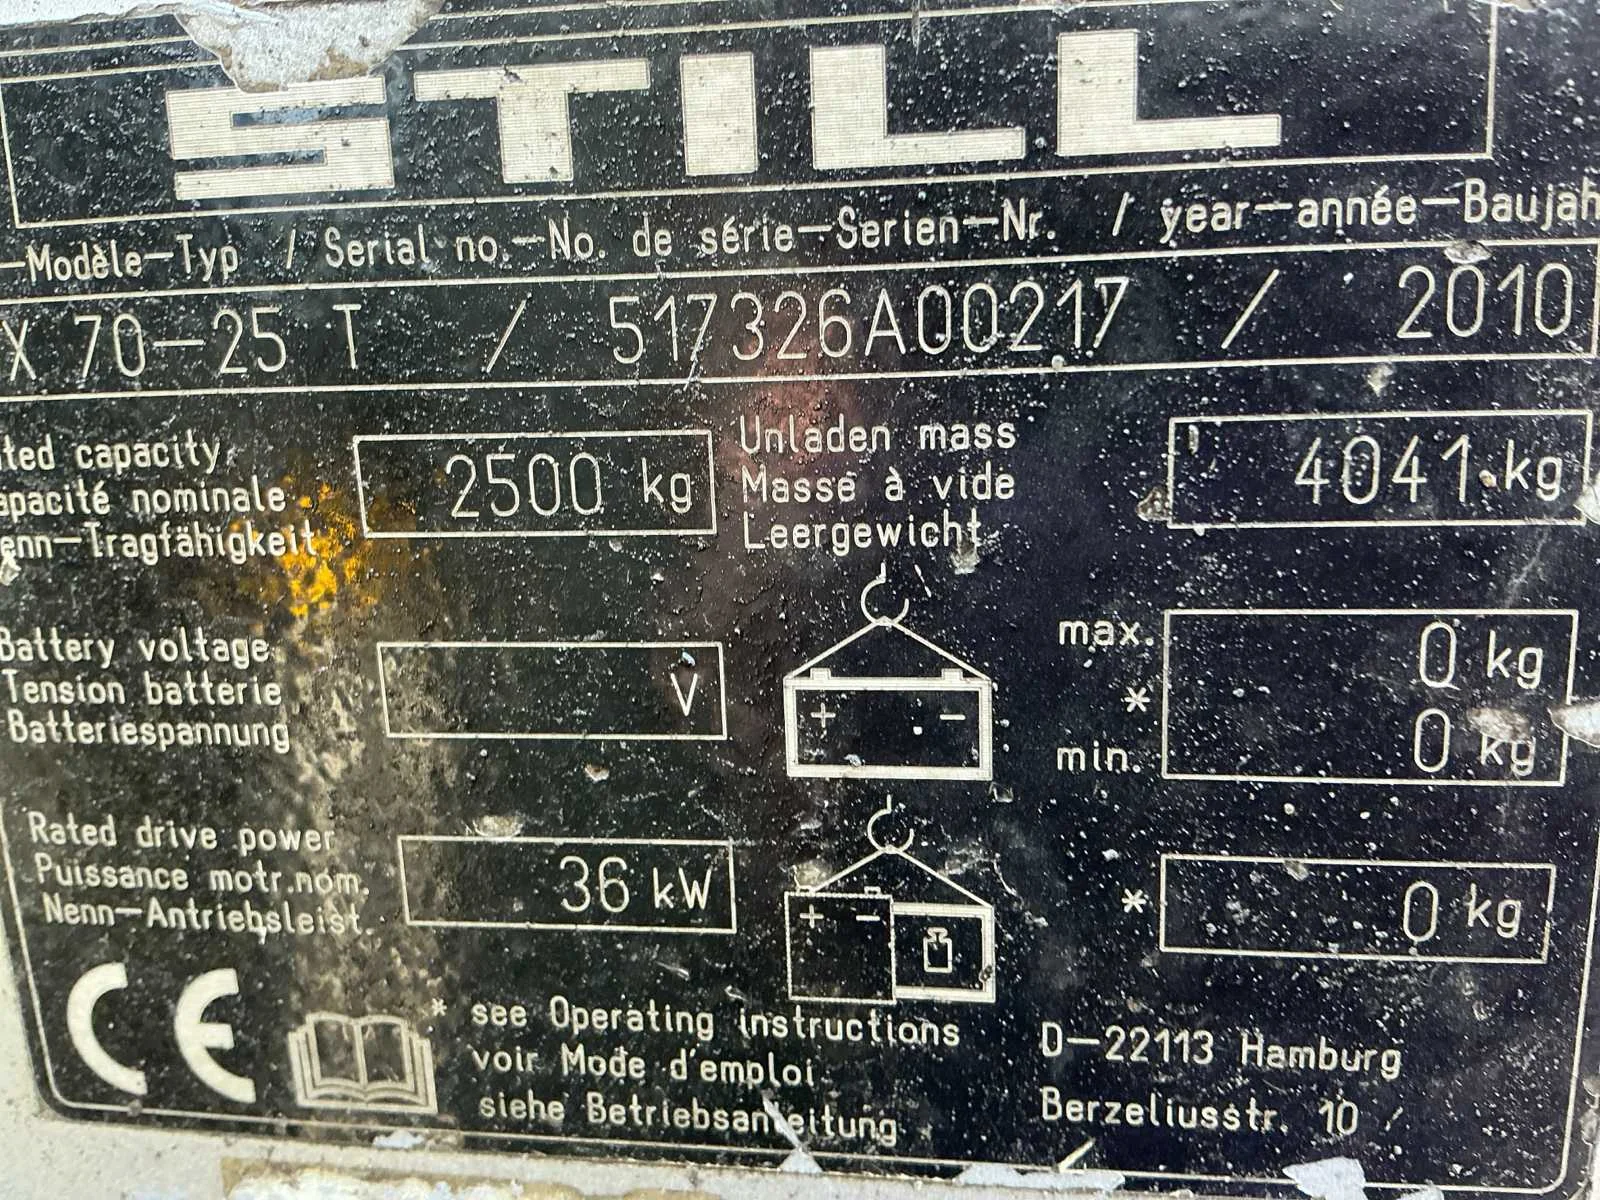 STILL
-Modèle-Typ / Serial no.-No. de série-Serien-Nr. / year-année-Baujah
X 70-25 T / 517326A00217 / 2010
ted capacity
apacité nominale
enn-Tragfähigkeit
2500 kg
Unladen mass
Masse à vide
Leergewicht
4041 kg
Battery voltage
Tension batterie
Batteriespannung
V
+ -
max. 0 kg
*
min. 0 kg
Rated drive power
Puissance motr.nom.
Nenn-Antriebsleist.
36 kW
+ -
* 0 kg
CE
* see Operating instructions
voir Mode d'emploi
siehe Betriebsanleitung
D-22113 Hamburg
Berzeliusstr. 10